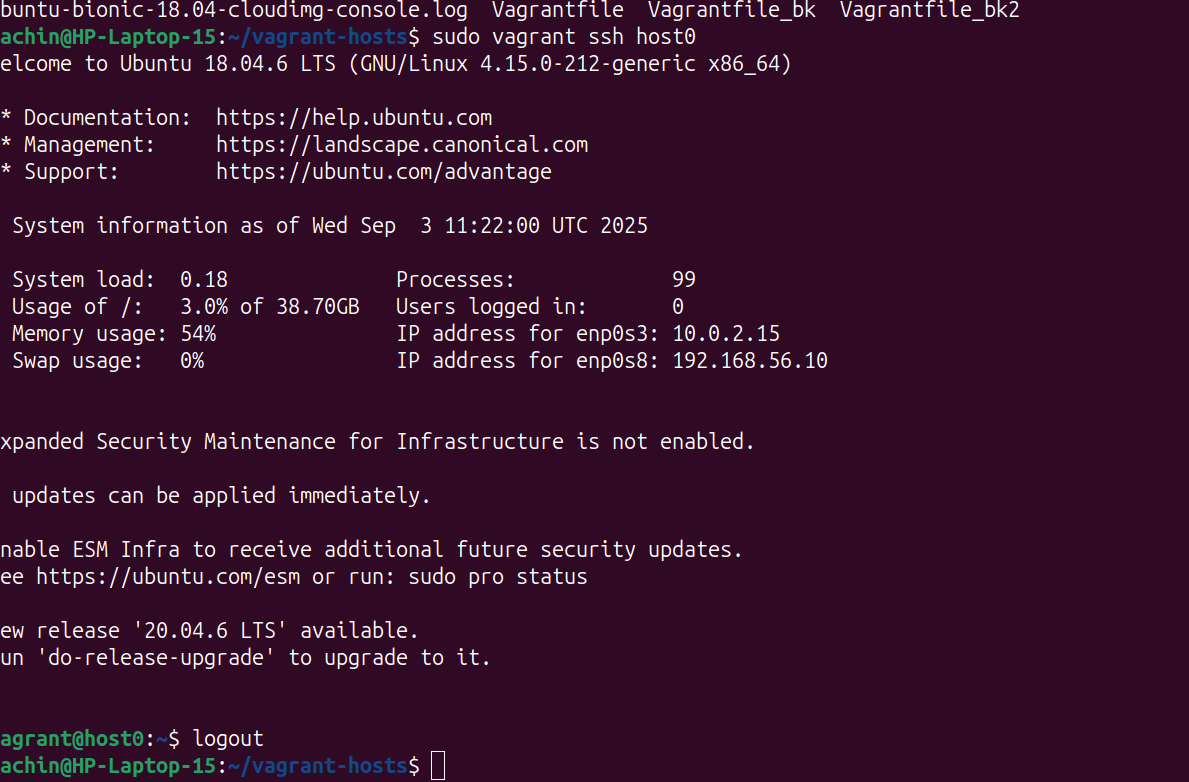 buntu-bionic-18.04-cloudimg-console.log  Vagrantfile  Vagrantfile_bk  Vagrantfile_bk2
achin@HP-Laptop-15:~/vagrant-hosts$ sudo vagrant ssh host0
elcome to Ubuntu 18.04.6 LTS (GNU/Linux 4.15.0-212-generic x86_64)
* Documentation:  https://help.ubuntu.com
* Management:     https://landscape.canonical.com
* Support:        https://ubuntu.com/advantage
System information as of Wed Sep  3 11:22:00 UTC 2025
System load:  0.18              Processes:             99
Usage of /:   3.0% of 38.70GB   Users logged in:       0
Memory usage: 54%               IP address for enp0s3: 10.0.2.15
Swap usage:   0%                IP address for enp0s8: 192.168.56.10
xpanded Security Maintenance for Infrastructure is not enabled.
updates can be applied immediately.
nable ESM Infra to receive additional future security updates.
ee https://ubuntu.com/esm or run: sudo pro status
ew release '20.04.6 LTS' available.
un 'do-release-upgrade' to upgrade to it.
agrant@host0:~$ logout
achin@HP-Laptop-15:~/vagrant-hosts$